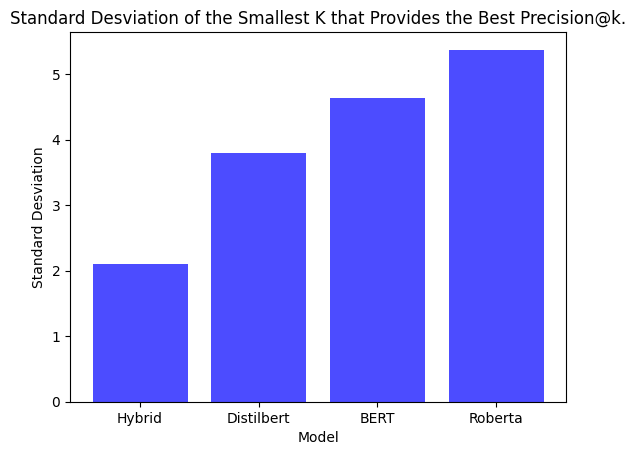 Standard Desviation of the Smallest K that Provides the Best Precision@k.
Standard Desviation
5
4
3
2
1
0
Hybrid Distilbert BERT Roberta
Model